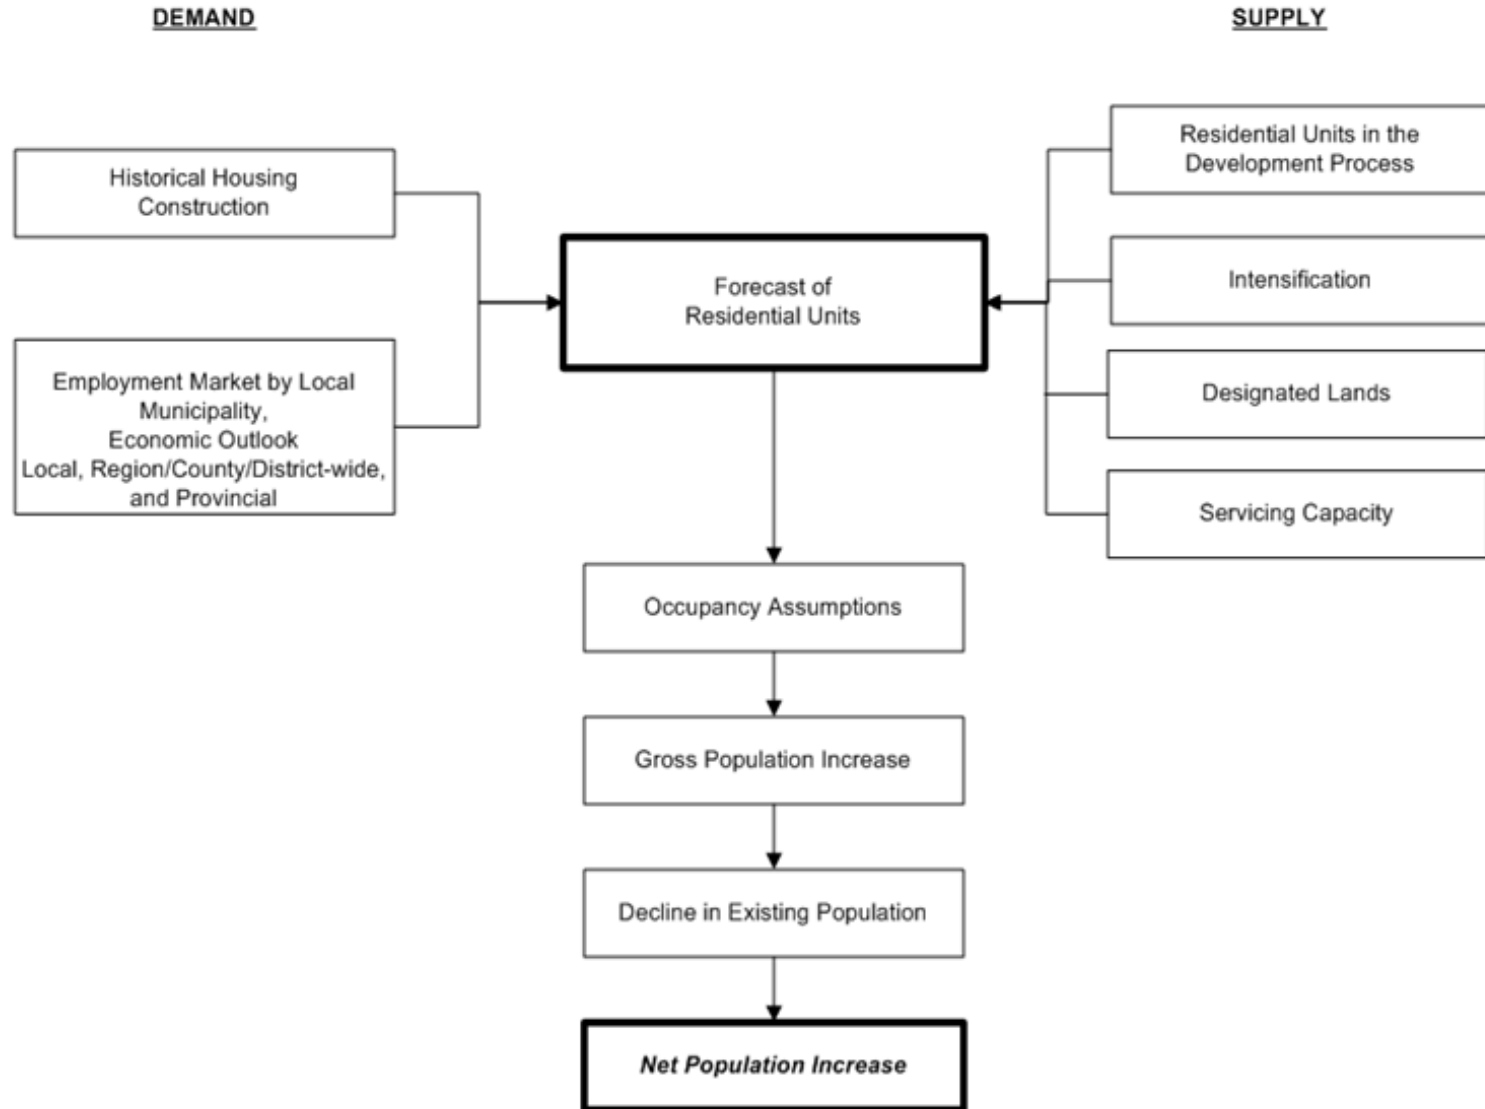 DEMAND
SUPPLY
Historical Housing
Construction
Employment Market by Local
Municipality,
Economic Outlook
Local, Region/County/District-wide,
and Provincial
Forecast of
Residential Units
Residential Units in the
Development Process
Intensification
Designated Lands
Servicing Capacity
Occupancy Assumptions
Gross Population Increase
Decline in Existing Population
Net Population Increase